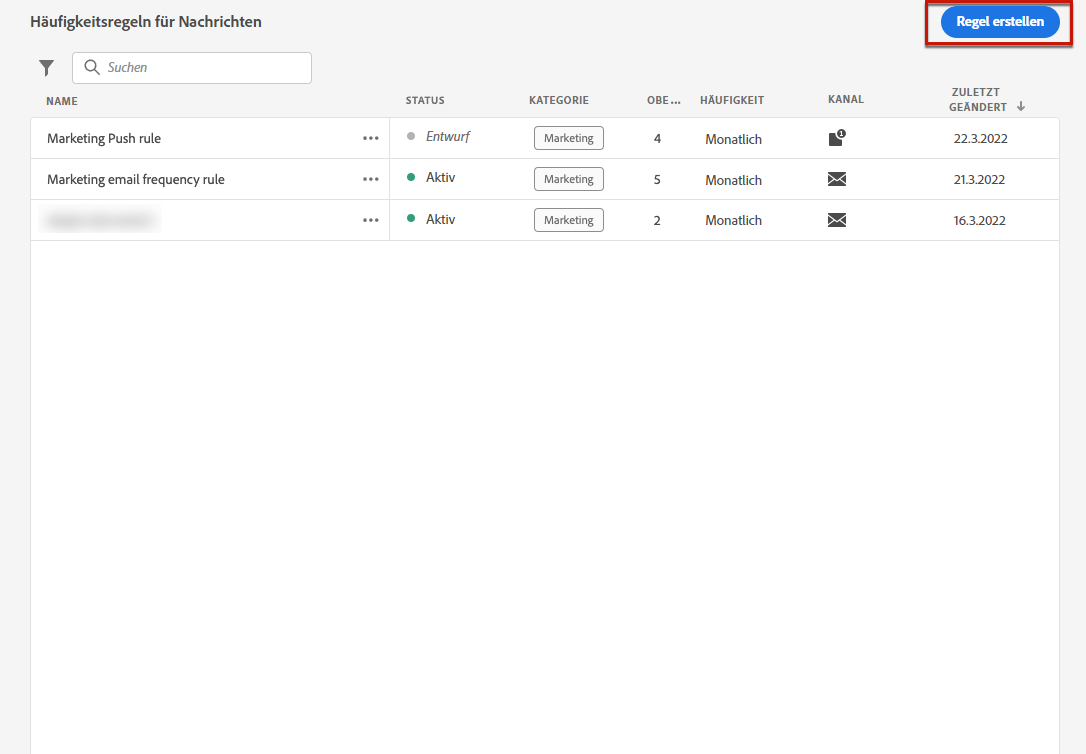 Häufigkeitsregeln für Nachrichten
Regel erstellen
Suchen
NAME STATUS KATEGORIE OBE... HÄUFIGKEIT KANAL ZULETZT GEÄNDERT
Marketing Push rule Entwurf Marketing 4 Monatlich 1 22.3.2022
Marketing email frequency rule Aktiv Marketing 5 Monatlich 21.3.2022
Aktiv Marketing 2 Monatlich 16.3.2022